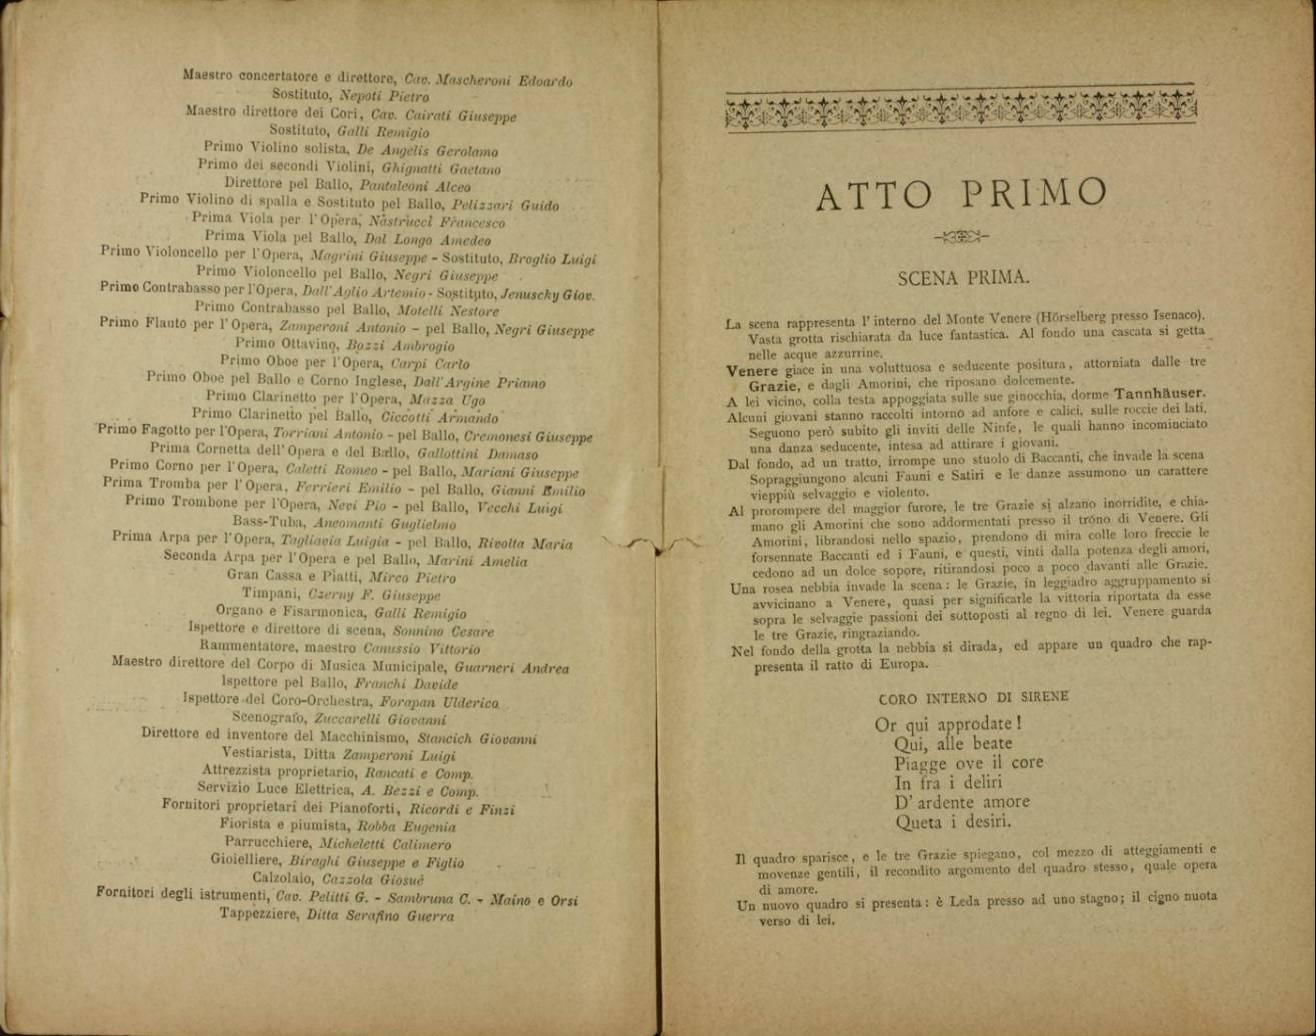 Maestro concertatore e direttore, Cav. Mascheroni Edoardo
Sostituto, Nepoti Pietro
Maestro direttore dei Cori, Cav. Cairati Giuseppe
Sostituto, Galli Remigio
Primo Violino solista, De Angelis Gerolamo
Primo dei secondi Violini, Ghignatti Gaetano
Direttore pel Ballo, Pantaleoni Alceo
Primo Violino di spalla e Sostituto pel Ballo, Pelizzari Guido
Prima Viola per l'Opera, Nastrucci Francesco
Prima Viola pel Ballo, Dal Longo Amedeo
Primo Violoncello per l'Opera, Magrini Giuseppe - Sostituto, Broglio Luigi
Primo Violoncello pel Ballo, Negri Giuseppe
Primo Contrabasso per l'Opera, Dall'Aglio Artemio - Sostituto, Jenuschy Giov.
Primo Contrabasso pel Ballo, Motelli Nestore
Primo Flauto per l'Opera, Zamperoni Antonio - pel Ballo, Negri Giuseppe
Primo Ottavino, Bozzi Ambrogio
Primo Oboe per l'Opera, Carpi Carlo
Primo Oboe pel Ballo e Corno Inglese, Dall'Argine Priamo
Primo Clarinetto per l'Opera, Mazza Ugo
Primo Clarinetto pel Ballo, Ciccotti Armando
Primo Fagotto per l'Opera, Torriani Antonio - pel Ballo, Cremonesi Giuseppe
Prima Cornetta dell'Opera e del Ballo, Gallottini Damaso
Primo Corno per l'Opera, Caletti Romeo - pel Ballo, Mariani Giuseppe
Prima Tromba per l'Opera, Ferrieri Emilio - pel Ballo, Gianni Emilio
Primo Trombone per l'Opera, Nevi Pio - pel Ballo, Vecchi Luigi
Bass-Tuba, Ancomanti Guglielmo
Prima Arpa per l'Opera, Tagliavia Luigia - pel Ballo, Rivolta Maria
Seconda Arpa per l'Opera e pel Ballo, Marini Amelia
Gran Cassa e Piatti, Mirco Pietro
Timpani, Czerny F. Giuseppe
Organo e Fisarmonica, Galli Remigio
Ispettore e direttore di scena, Sonnino Cesare
Rammentatore, maestro Canussio Vittorio
Maestro direttore del Corpo di Musica Municipale, Guarneri Andrea
Ispettore pel Ballo, Franchi Davide
Ispettore del Coro-Orchestra, Forapan Ulderico
Scenografo, Zuccarelli Giovanni
Direttore ed inventore del Macchinismo, Stancich Giovanni
Vestiarista, Ditta Zamperoni Luigi
Attrezzista proprietario, Rancati e Comp.
Servizio Luce Elettrica, A. Bezzi e Comp.
Fornitori proprietari dei Pianoforti, Ricordi e Finzi
Fiorista e piumista, Robba Eugenia
Parrucchiere, Micheletti Calimero
Gioielliere, Biraghi Giuseppe e Figlio
Calzolaio, Cazzola Giosuè
Fornitori degli istrumenti, Cav. Pelitti G. - Sambruna C. - Maino e Orsi
Tappezziere, Ditta Serafino Guerra
ATTO PRIMO
SCENA PRIMA.
La scena rappresenta l'interno del Monte Venere (Hörselberg presso Isenaco).
Vasta grotta rischiarata da luce fantastica. Al fondo una cascata si getta
nelle acque azzurrine.
Venere giace in una voluttuosa e seducente positura, attorniata dalle tre
Grazie, e dagli Amorini, che riposano dolcemente.
A lei vicino, colla testa appoggiata sulle sue ginocchia, dorme Tannhäuser.
Alcuni giovani stanno raccolti intorno ad anfore e calici, sulle roccie dei lati.
Seguono però subito gli inviti delle Ninfe, le quali hanno incominciato
una danza seducente, intesa ad attirare i giovani.
Dal fondo, ad un tratto, irrompe uno stuolo di Baccanti, che invade la scena
Sopraggiungono alcuni Fauni e Satiri e le danze assumono un carattere
vieppiù selvaggio e violento.
Al prorompere del maggior furore, le tre Grazie si alzano inorridite, e chia-
mano gli Amorini che sono addormentati presso il trono di Venere. Gli
Amorini, librandosi nello spazio, prendono di mira colle loro freccie le
forsennate Baccanti ed i Fauni, e questi, vinti dalla potenza degli amori,
cedono ad un dolce sopore, ritirandosi poco a poco davanti alle Grazie.
Una rosea nebbia invade la scena: le Grazie, in leggiadro aggruppamento si
avvicinano a Venere, quasi per significarle la vittoria riportata da esse
sopra le selvaggie passioni dei sottoposti al regno di lei. Venere guarda
le tre Grazie, ringraziando.
Nel fondo della grotta la nebbia si dirada, ed appare un quadro che rap-
presenta il ratto di Europa.
CORO INTERNO DI SIRENE
Or qui approdate!
Qui, alle beate
Piagge ove il core
In fra i deliri
D'ardente amore
Queta i desiri.
Il quadro sparisce, e le tre Grazie spiegano, col mezzo di atteggiamenti e
movenze gentili, il recondito argomento del quadro stesso, quale opera
di amore.
Un nuovo quadro si presenta: è Leda presso ad uno stagno; il cigno nuota
verso di lei.